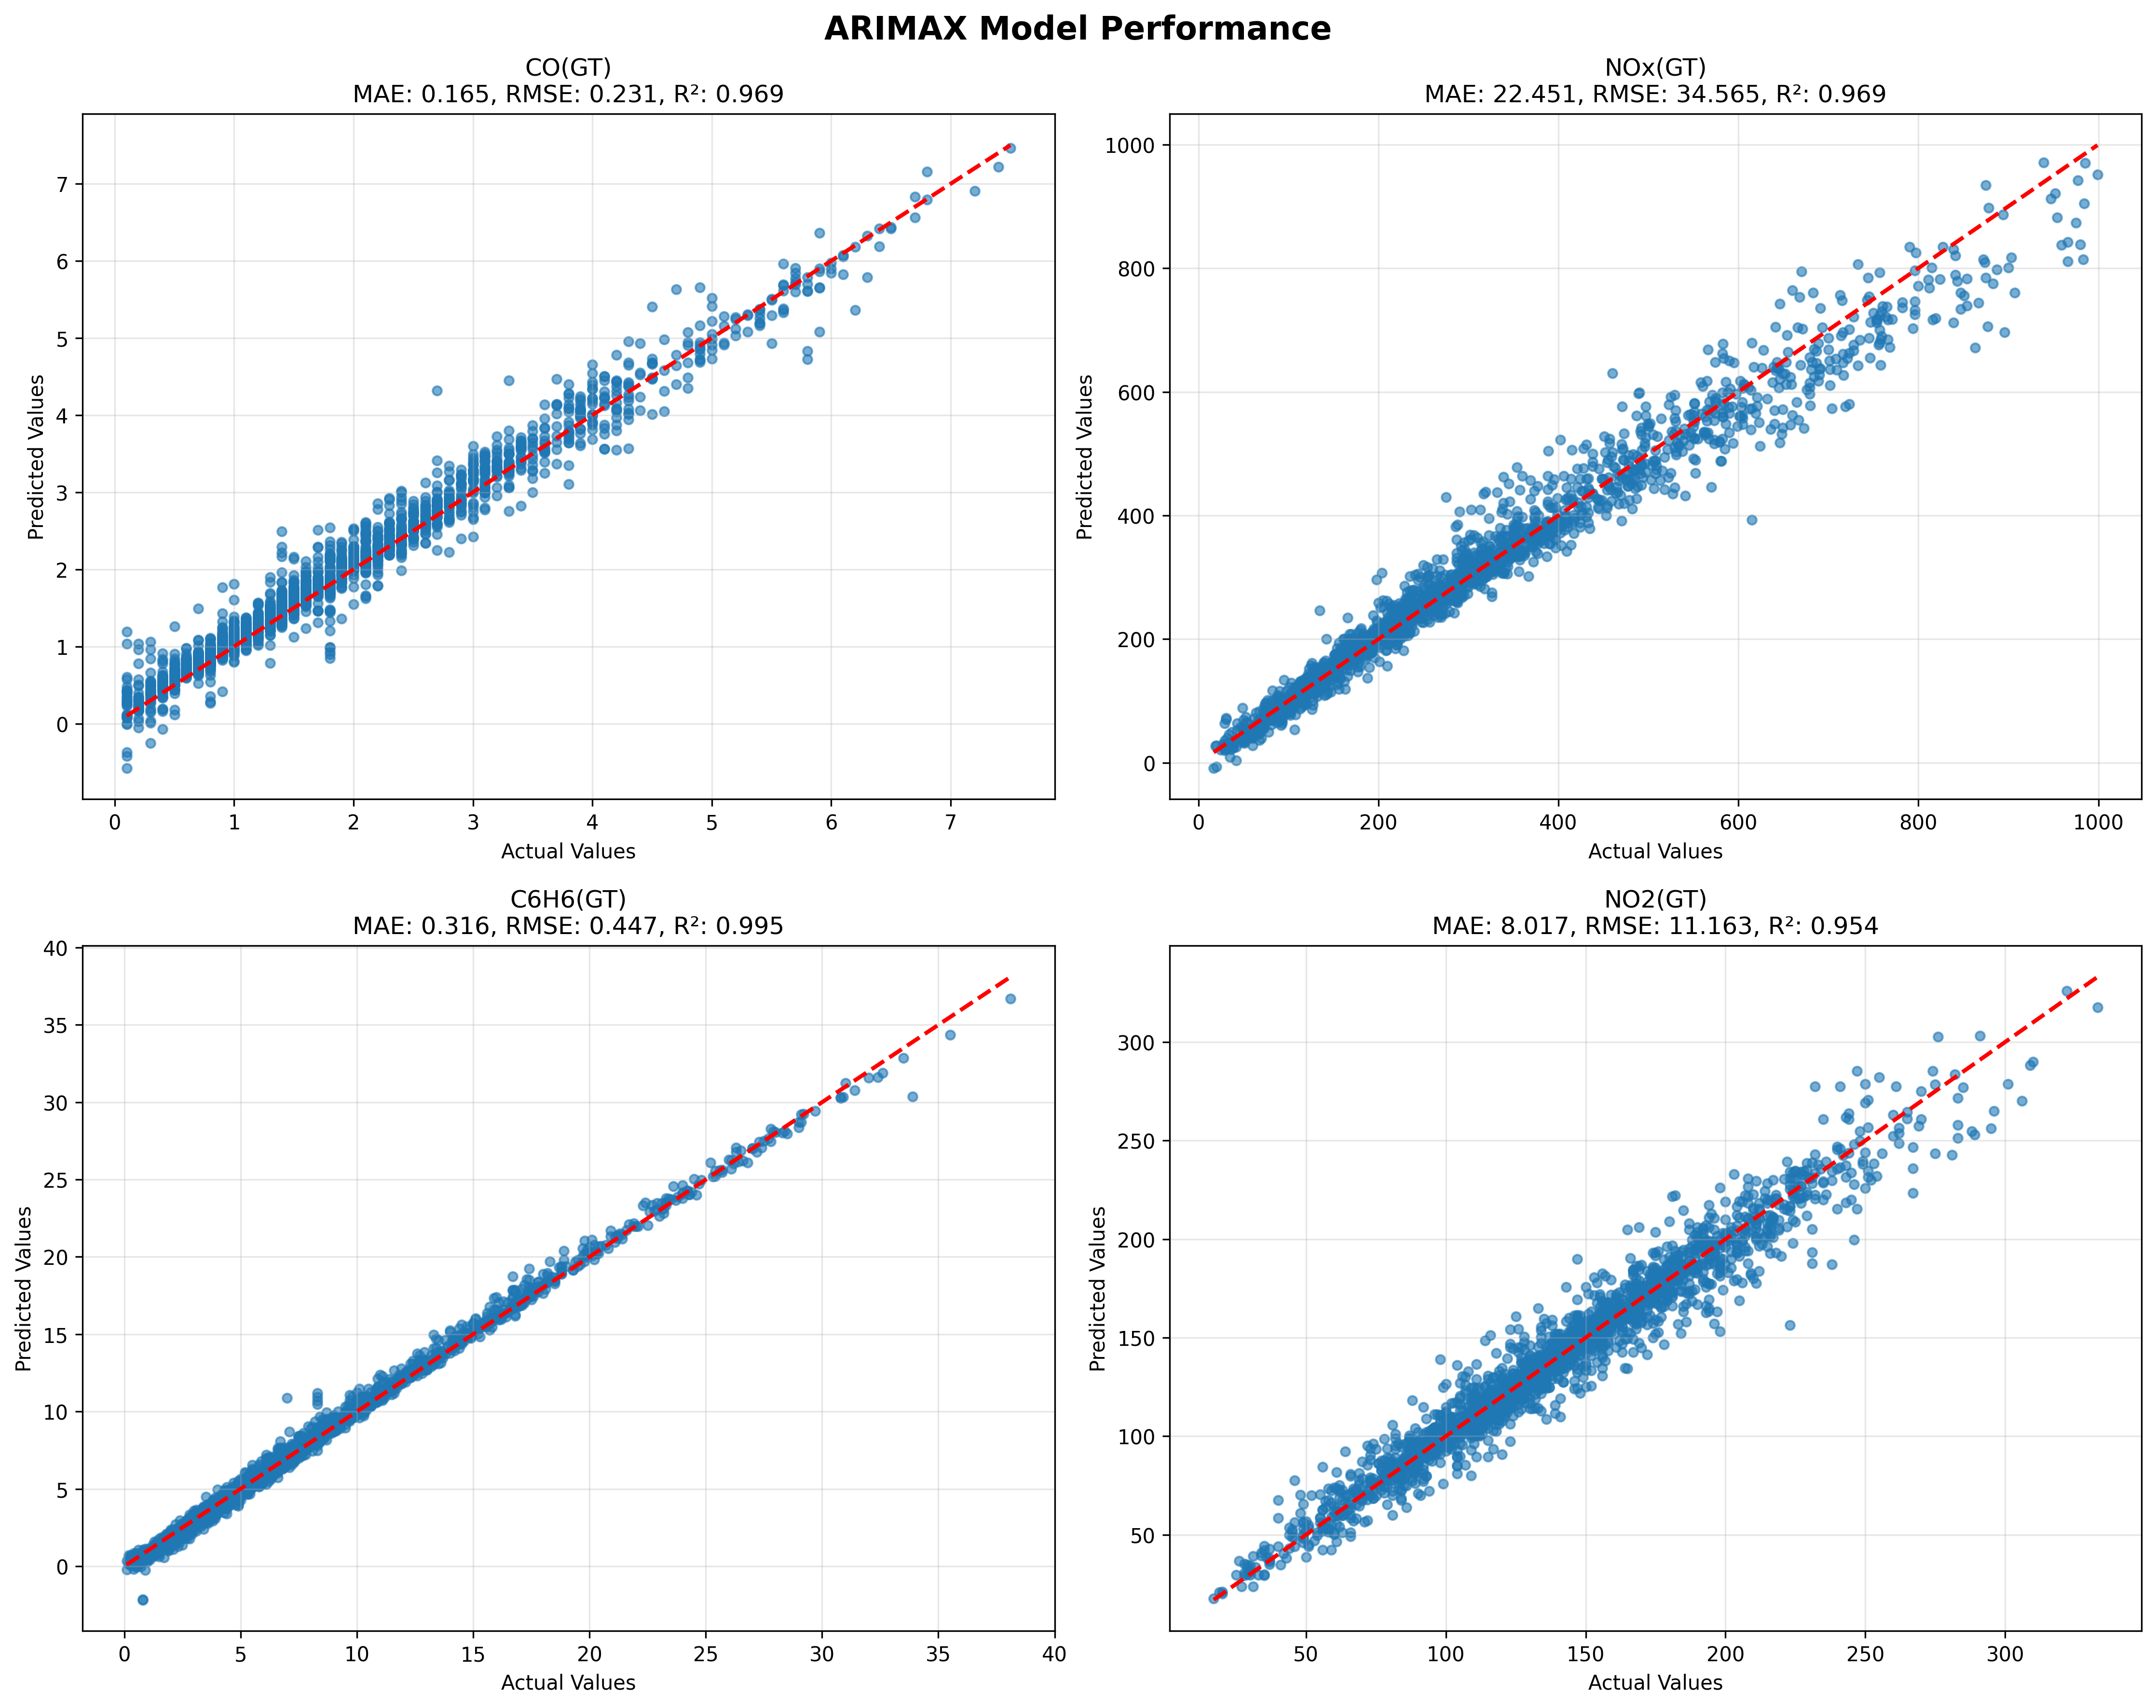 ARIMAX Model Performance
CO(GT)
MAE: 0.165, RMSE: 0.231, R²: 0.969
Predicted Values
7
6
5
4
3
2
1
0
0 1 2 3 4 5 6 7
Actual Values
NOx(GT)
MAE: 22.451, RMSE: 34.565, R²: 0.969
Predicted Values
1000
800
600
400
200
0
0 200 400 600 800 1000
Actual Values
C6H6(GT)
MAE: 0.316, RMSE: 0.447, R²: 0.995
Predicted Values
40
35
30
25
20
15
10
5
0
0 5 10 15 20 25 30 35 40
Actual Values
NO2(GT)
MAE: 8.017, RMSE: 11.163, R²: 0.954
Predicted Values
300
250
200
150
100
50
50 100 150 200 250 300
Actual Values